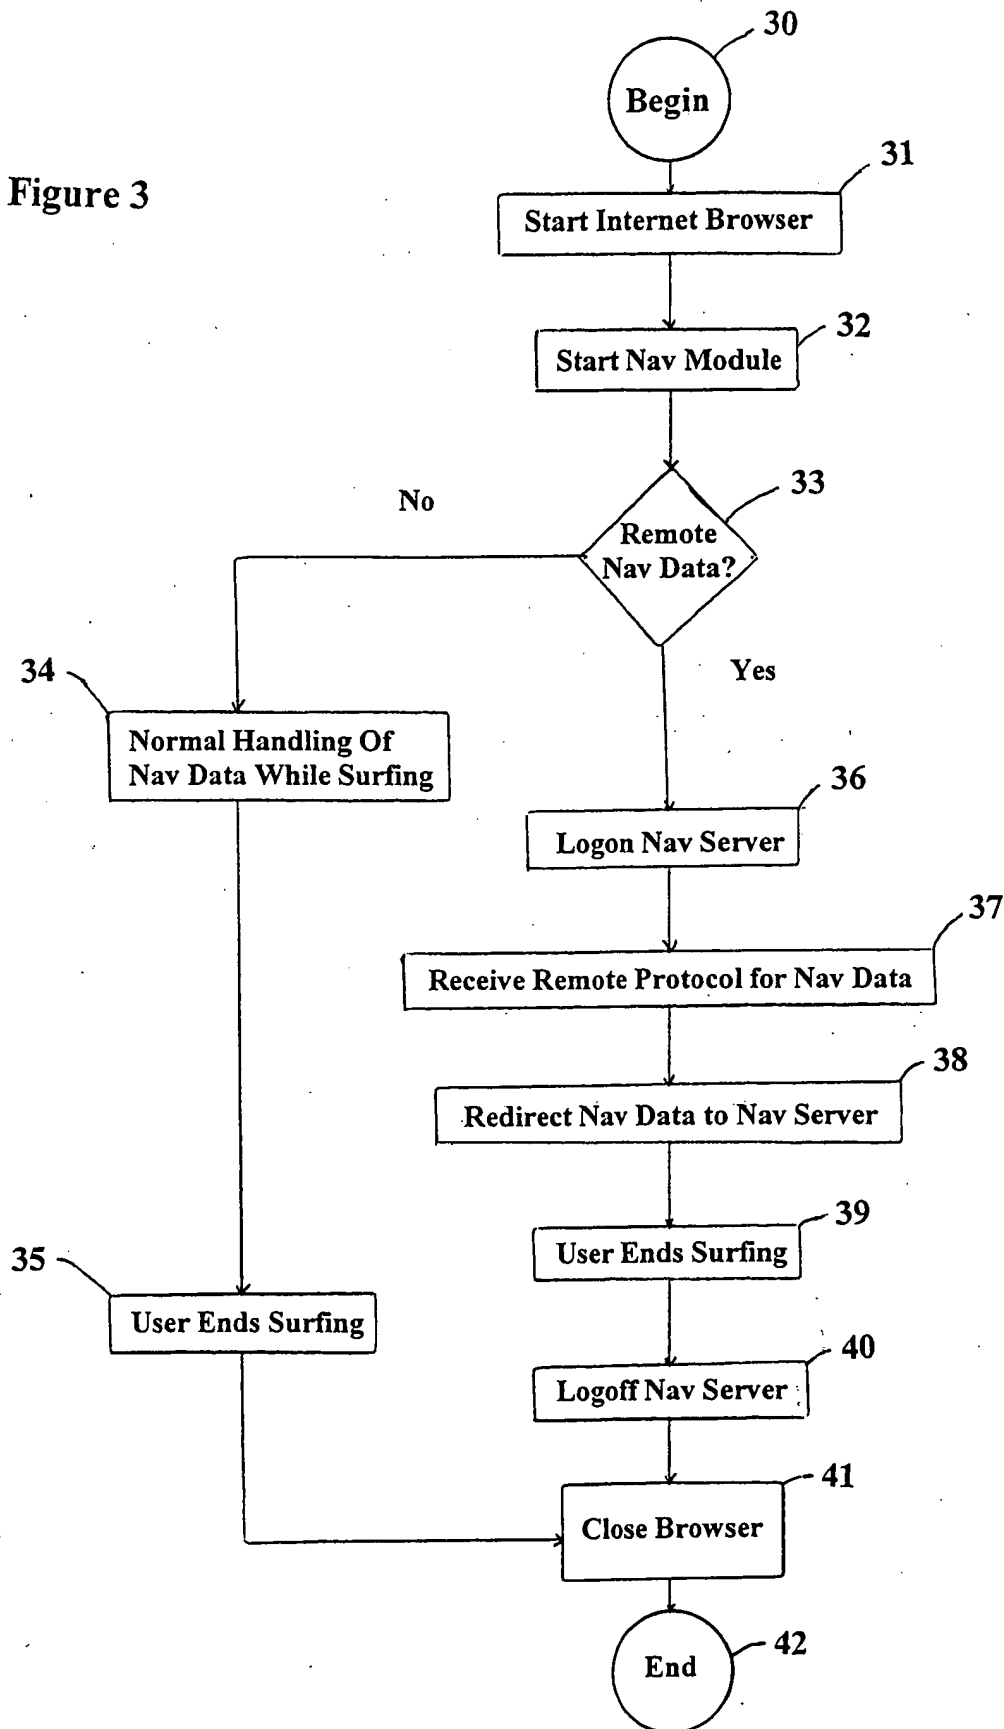 30
Begin
Figure 3
31
Start Internet Browser
32
Start Nav Module
33
No
Remote
Nav Data?
Yes
34
Normal Handling Of
Nav Data While Surfing
36
Logon Nav Server
37
Receive Remote Protocol for Nav Data
38
Redirect Nav Data to Nav Server
39
User Ends Surfing
35
User Ends Surfing
40
Logoff Nav Server
41
Close Browser
42
End